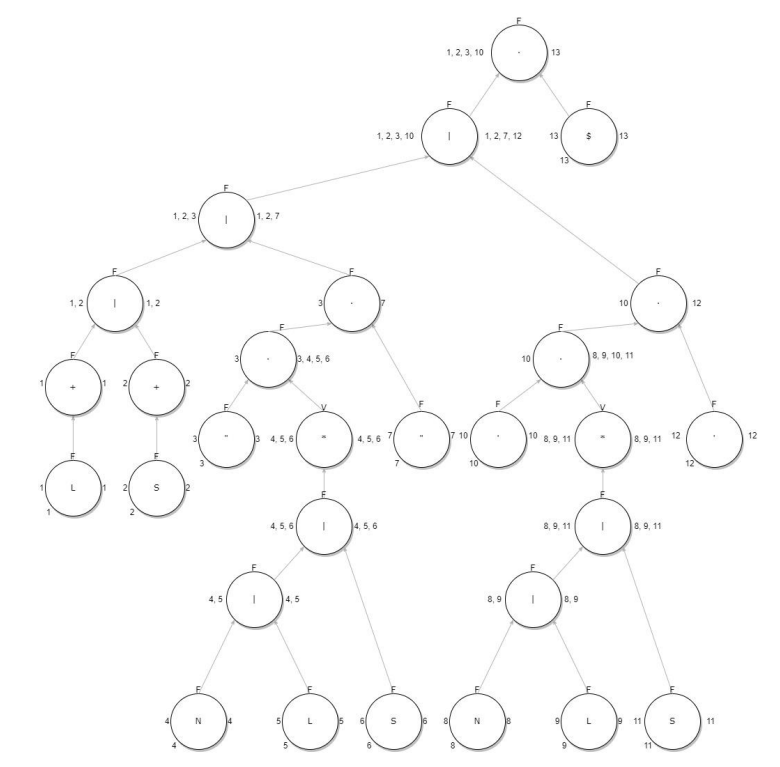 F
1, 2, 3, 10 · 13
F F
1, 2, 3, 10 | 1, 2, 7, 12 13 $ 13
13
F
1, 2, 3 | 1, 2, 7
F F F
1, 2 | 1, 2 3 · 7 10 · 12
F F
3 · 3, 4, 5, 6 10 · 8, 9, 10, 11
F F
1 + 1 2 + 2
F V F F V F
3 " 3 4, 5, 6 * 4, 5, 6 7 " 7 10 ' 10 8, 9, 11 * 8, 9, 11 12 ' 12
3 7 10 12
F F
1 L 1 2 S 2
1 2
F F
4, 5, 6 | 4, 5, 6 8, 9, 11 | 8, 9, 11
F F
4, 5 | 4, 5 8, 9 | 8, 9
F F F F F F
4 N 4 5 L 5 6 S 6 8 N 8 9 L 9 11 S 11
4 5 6 8 9 11